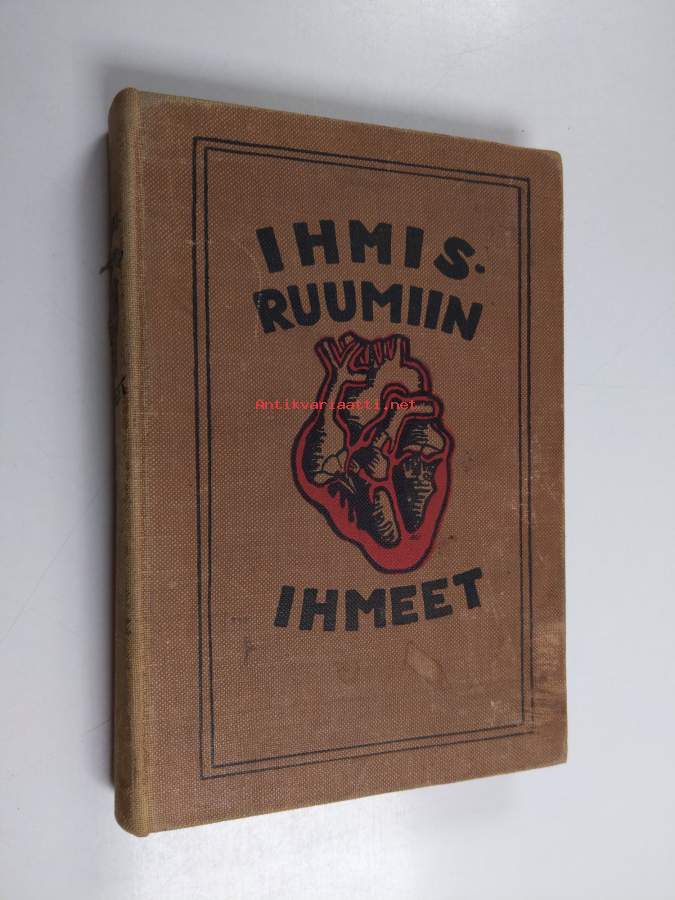 IHMIS-
RUUMIIN
Antikvariaatti.net
IHMEET